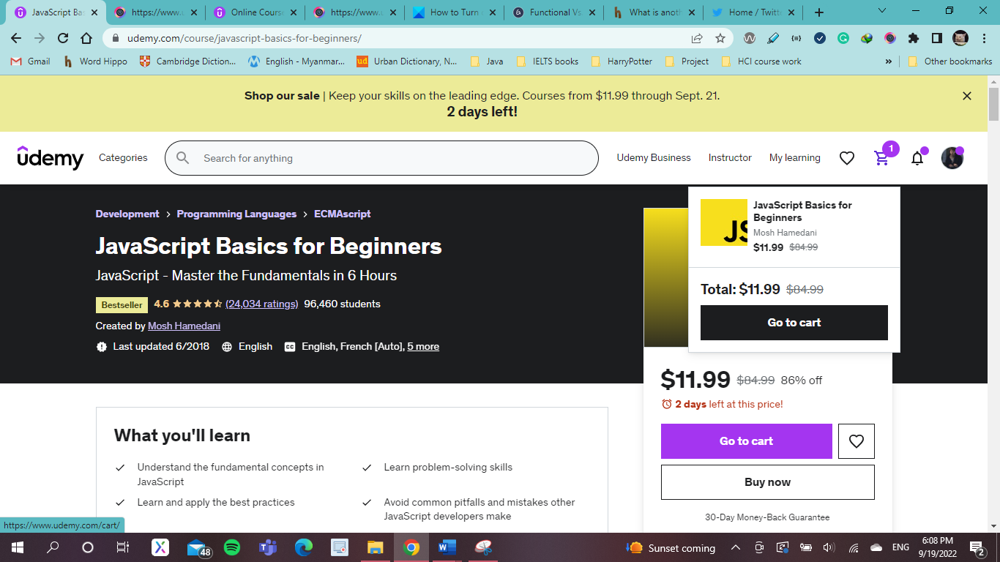 JavaScript Bas
https://www.u
Online Course
https://www.u
How to Turn
Functional Vs
What is anoth
Home / Twitte
udemy.com/course/javascript-basics-for-beginners/
Gmail
Word Hippo
Cambridge Diction...
English - Myanmar...
ud
Urban Dictionary, N...
Java
IELTS books
HarryPotter
Project
HCI course work
»
Other bookmarks
Shop our sale | Keep your skills on the leading edge. Courses from $11.99 through Sept. 21.
2 days left!
udemy
Categories
Search for anything
Udemy Business
Instructor
My learning
1
Development > Programming Languages > ECMAscript
JavaScript Basics for Beginners
JavaScript - Master the Fundamentals in 6 Hours
Bestseller 4.6 (24,034 ratings) 96,460 students
Created by Mosh Hamedani
Last updated 6/2018 English CC English, French [Auto], 5 more
JS
JavaScript Basics for
Beginners
Mosh Hamedani
$11.99 $84.99
Total: $11.99 $84.99
Go to cart
$11.99 $84.99 86% off
2 days left at this price!
Go to cart
Buy now
30-Day Money-Back Guarantee
What you'll learn
Understand the fundamental concepts in
JavaScript
Learn problem-solving skills
Learn and apply the best practices
Avoid common pitfalls and mistakes other
JavaScript developers make
https://www.udemy.com/cart/
48
Sunset coming
ENG
6:08 PM
9/19/2022
2